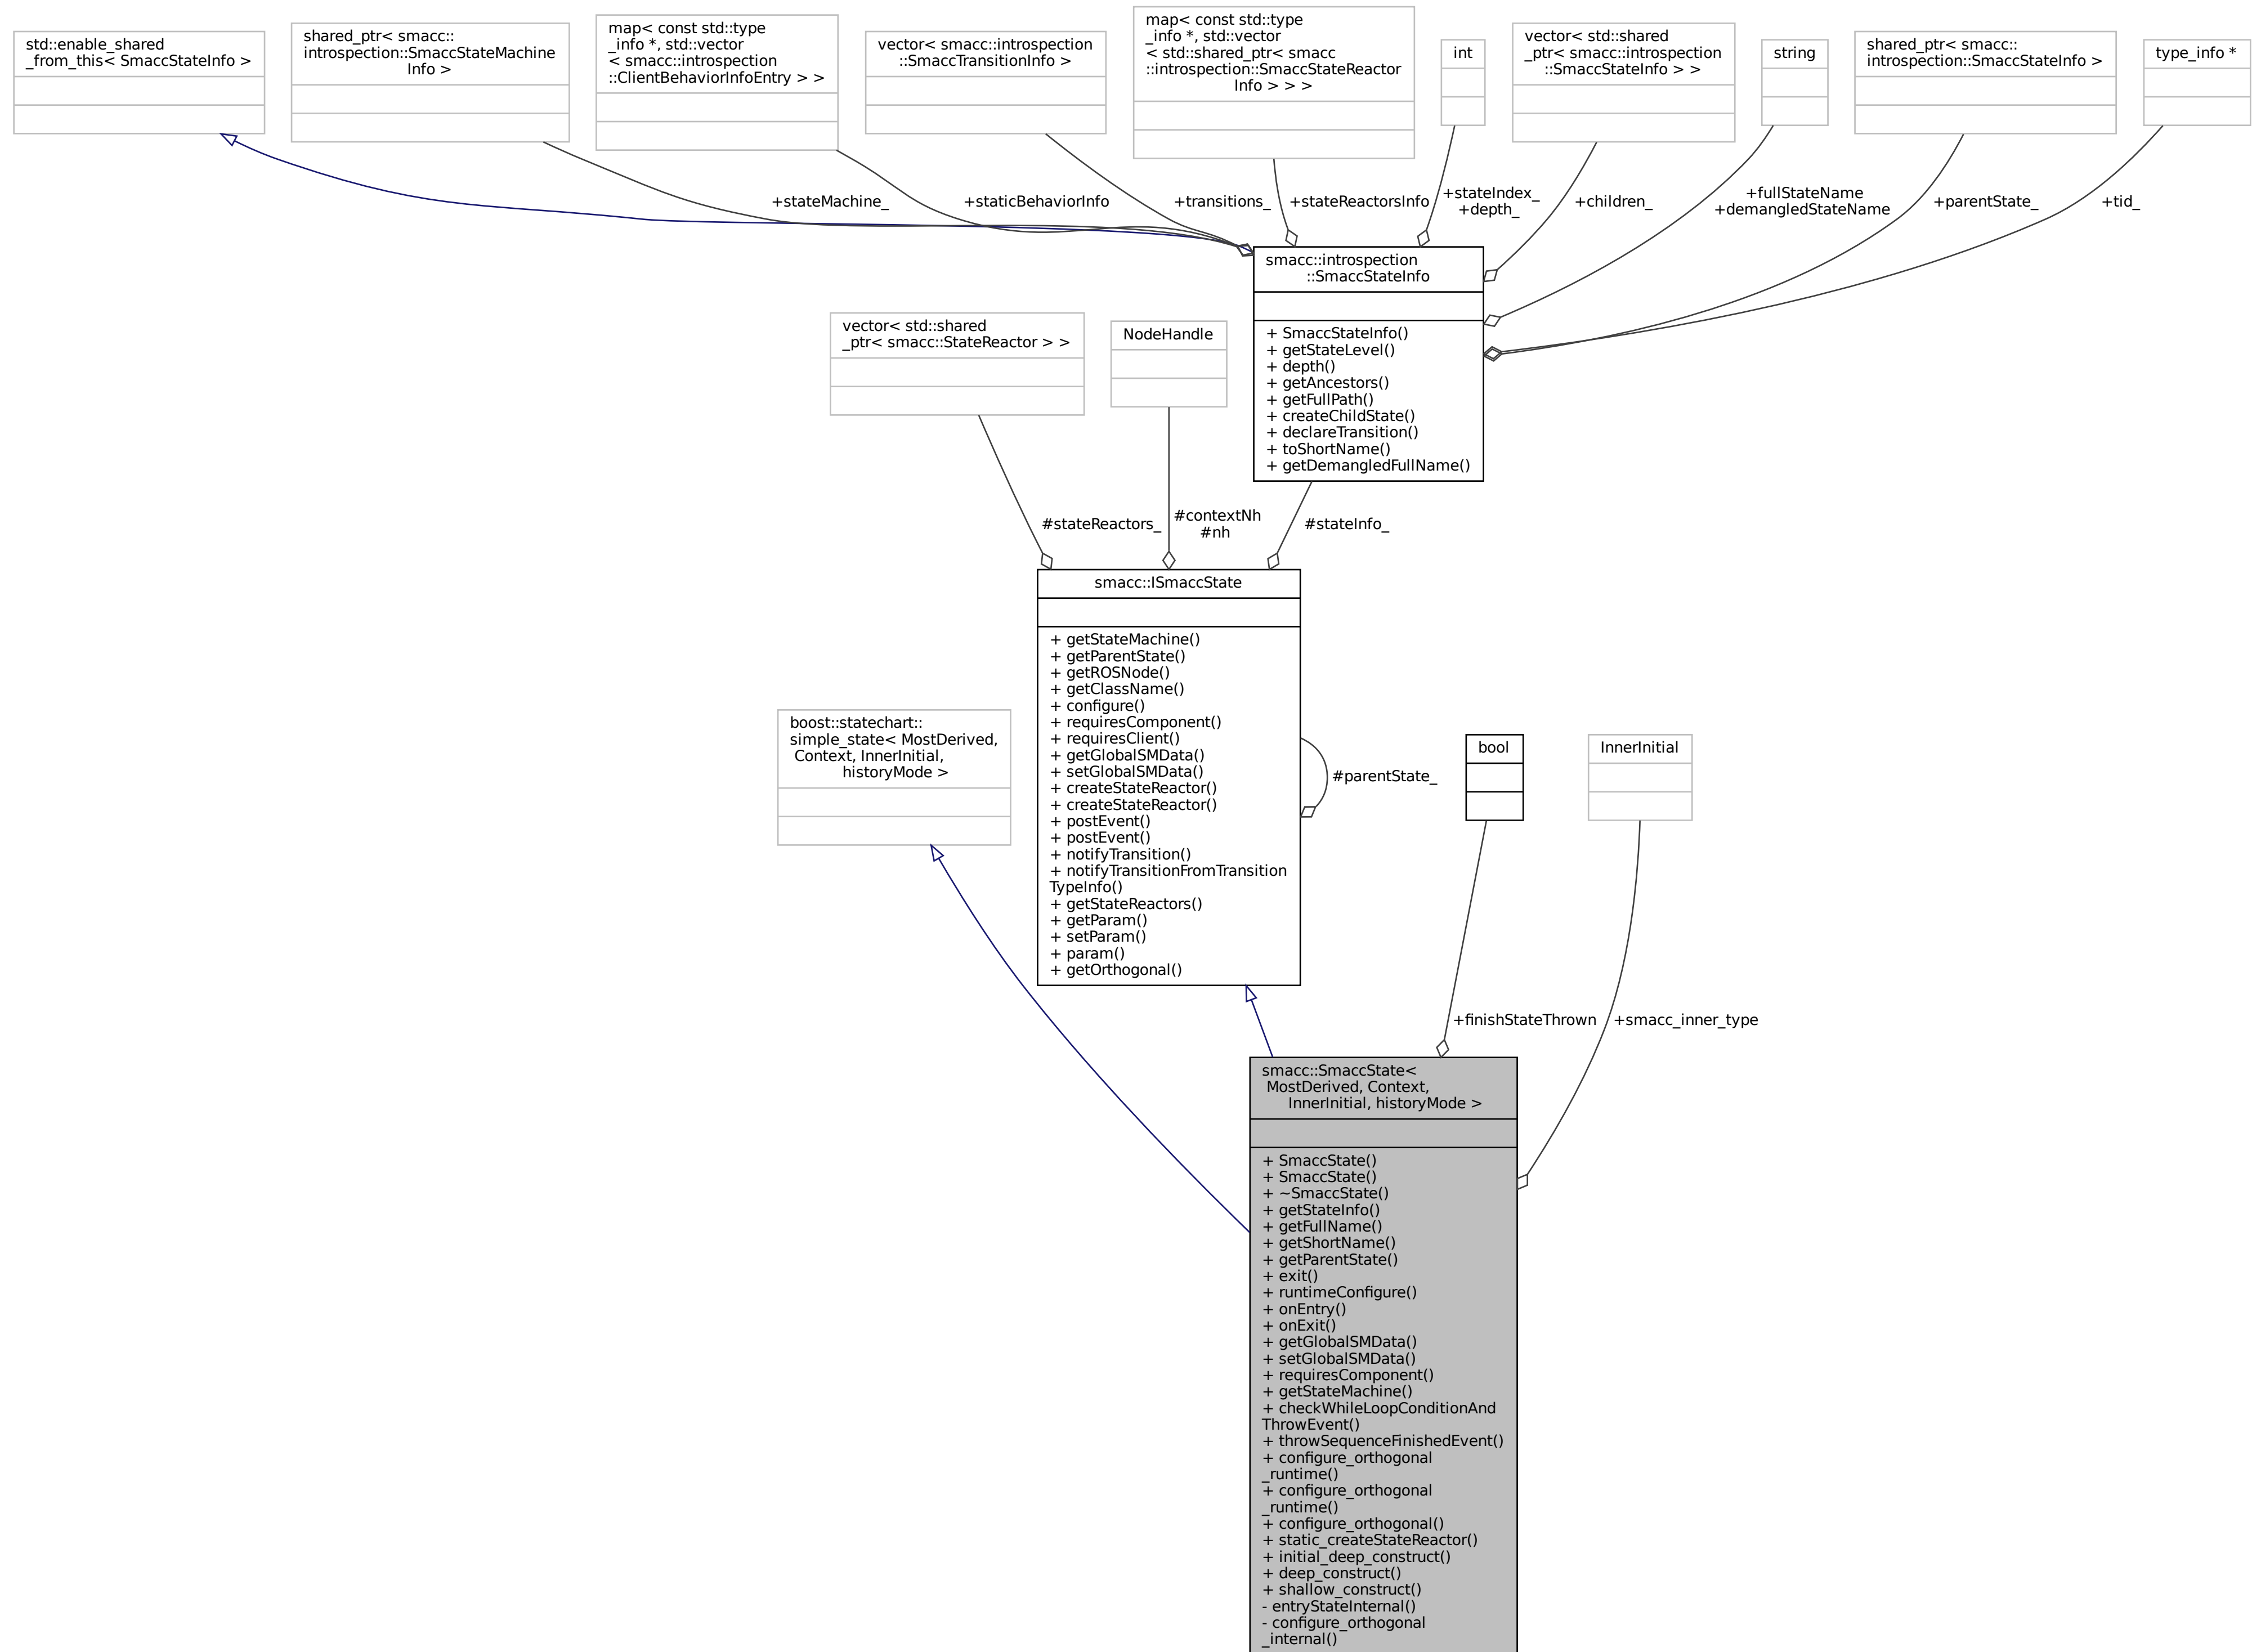 std::enable_shared
_from_this< SmaccStateInfo >
shared_ptr< smacc::
introspection::SmaccStateMachine
Info >
map< const std::type
_info *, std::vector
< smacc::introspection
::ClientBehaviorInfoEntry > >
vector< smacc::introspection
::SmaccTransitionInfo >
map< const std::type
_info *, std::vector
< std::shared_ptr< smacc
::introspection::SmaccStateReactor
Info > > >
int
vector< std::shared
_ptr< smacc::introspection
::SmaccStateInfo > >
string
shared_ptr< smacc::
introspection::SmaccStateInfo >
type_info *
+stateMachine_
+staticBehaviorInfo
+transitions_
+stateReactorsInfo
+stateIndex_
+depth_
+children_
+fullStateName
+demangledStateName
+parentState_
+tid_
smacc::introspection
::SmaccStateInfo
+ SmaccStateInfo()
+ getStateLevel()
+ depth()
+ getAncestors()
+ getFullPath()
+ createChildState()
+ declareTransition()
+ toShortName()
+ getDemangledFullName()
vector< std::shared
_ptr< smacc::StateReactor > >
NodeHandle
#stateReactors_
#contextNh
#nh
#stateInfo_
smacc::ISmaccState
+ getStateMachine()
+ getParentState()
+ getROSNode()
+ getClassName()
+ configure()
+ requiresComponent()
+ requiresClient()
+ getGlobalSMData()
+ setGlobalSMData()
+ createStateReactor()
+ createStateReactor()
+ postEvent()
+ postEvent()
+ notifyTransition()
+ notifyTransitionFromTransition
TypeInfo()
+ getStateReactors()
+ getParam()
+ setParam()
+ param()
+ getOrthogonal()
#parentState_
boost::statechart::
simple_state< MostDerived,
Context, InnerInitial,
historyMode >
bool
InnerInitial
+finishStateThrown
+smacc_inner_type
smacc::SmaccState<
MostDerived, Context,
InnerInitial, historyMode >
+ SmaccState()
+ SmaccState()
+ ~SmaccState()
+ getStateInfo()
+ getFullName()
+ getShortName()
+ getParentState()
+ exit()
+ runtimeConfigure()
+ onEntry()
+ onExit()
+ getGlobalSMData()
+ setGlobalSMData()
+ requiresComponent()
+ getStateMachine()
+ checkWhileLoopConditionAnd
ThrowEvent()
+ throwSequenceFinishedEvent()
+ configure_orthogonal
_runtime()
+ configure_orthogonal
_runtime()
+ configure_orthogonal()
+ static_createStateReactor()
+ initial_deep_construct()
+ deep_construct()
+ shallow_construct()
- entryStateInternal()
- configure_orthogonal
_internal()